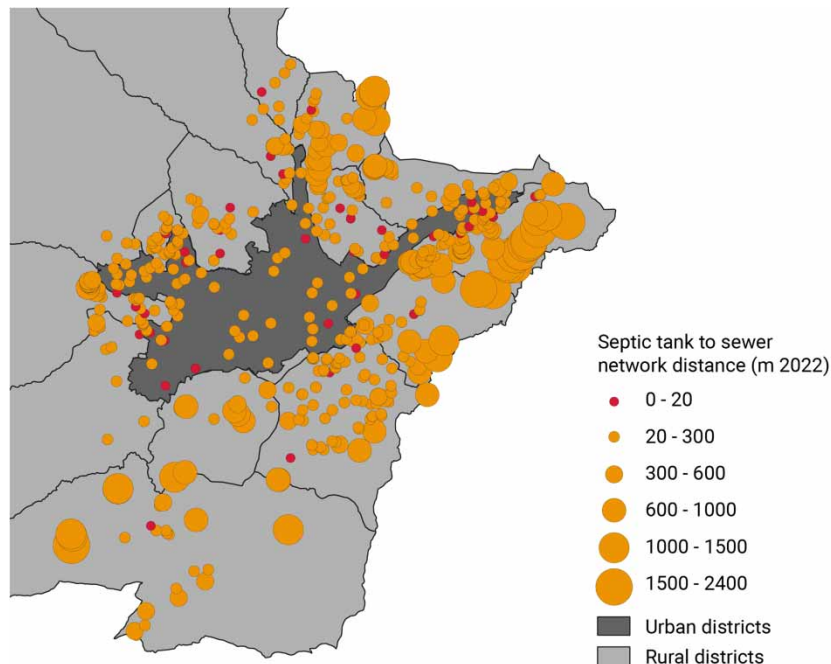 Septic tank to sewer
network distance (m 2022)
0 - 20
20 - 300
300 - 600
600 - 1000
1000 - 1500
1500 - 2400
Urban districts
Rural districts